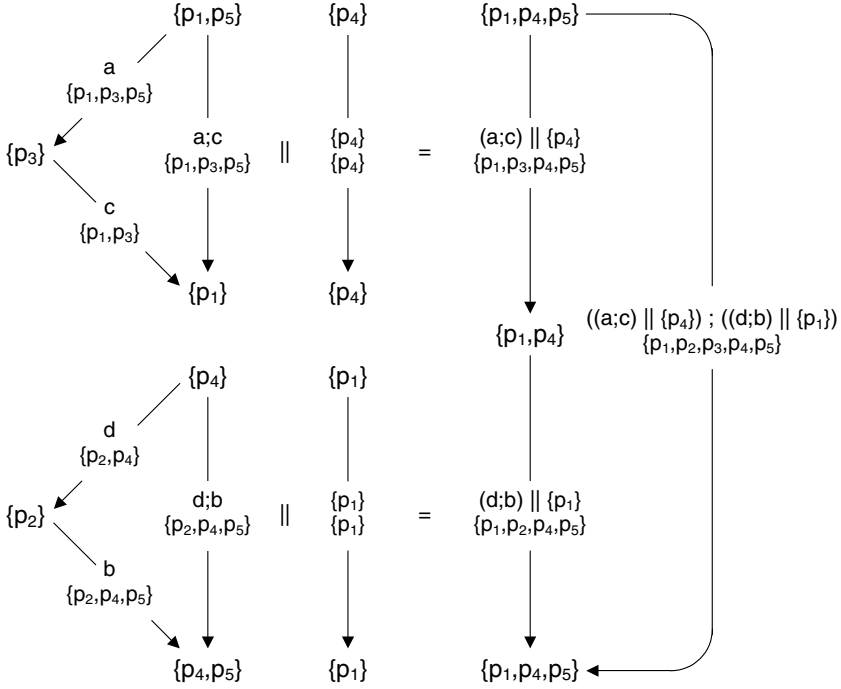 {p₁,p₅} {p₄} {p₁,p₄,p₅}
a
{p₁,p₃,p₅}
{p₃}
a;c
{p₁,p₃,p₅}
||
{p₄}
{p₄}
=
(a;c) || {p₄}
{p₁,p₃,p₄,p₅}
c
{p₁,p₃}
{p₁} {p₄}
{p₁,p₄}
((a;c) || {p₄}) ; ((d;b) || {p₁})
{p₁,p₂,p₃,p₄,p₅}
{p₄} {p₁}
d
{p₂,p₄}
{p₂}
d;b
{p₂,p₄,p₅}
||
{p₁}
{p₁}
=
(d;b) || {p₁}
{p₁,p₂,p₄,p₅}
b
{p₂,p₄,p₅}
{p₄,p₅} {p₁} {p₁,p₄,p₅}